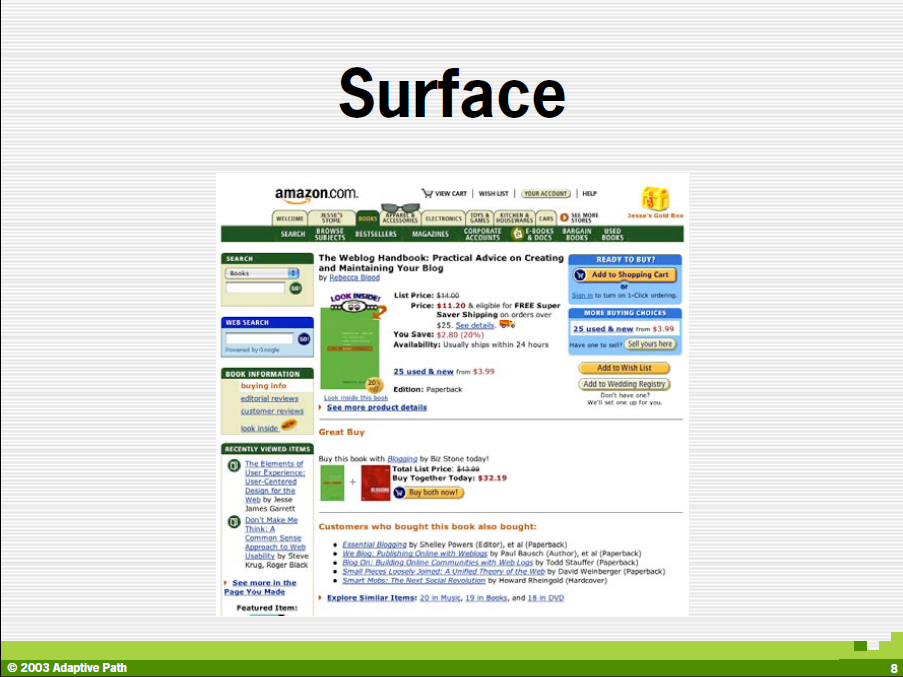 Surface
amazon.com.
VIEW CART | WISH LIST | YOUR ACCOUNT | HELP
WELCOME
JESSE'S STORE
BOOKS
APPAREL & ACCESSORIES
ELECTRONICS
TOYS & GAMES
KITCHEN & HOUSEWARES
CARS
SEE MORE STORES
Jesse's Gold Box
SEARCH
BROWSE SUBJECTS
BESTSELLERS
MAGAZINES
CORPORATE ACCOUNTS
E-BOOKS & DOCS
BARGAIN BOOKS
USED BOOKS
SEARCH
Books
GO!
WEB SEARCH
GO!
Powered by Google
BOOK INFORMATION
buying info
editorial reviews
customer reviews
look inside
NEW
RECENTLY VIEWED ITEMS
The Elements of
User Experience:
User-Centered
Design for the
Web by Jesse
James Garrett
Don't Make Me
Think: A
Common Sense
Approach to Web
Usability by Steve
Krug, Roger Black
See more in the
Page You Made
Featured Item:
The Weblog Handbook: Practical Advice on Creating
and Maintaining Your Blog
by Rebecca Blood
LOOK INSIDE!
20% off
Look inside this book
List Price: $14.00
Price: $11.20 & eligible for FREE Super
Saver Shipping on orders over
$25. See details.
You Save: $2.80 (20%)
Availability: Usually ships within 24 hours
25 used & new from $3.99
Edition: Paperback
See more product details
Great Buy
Buy this book with Blogging by Biz Stone today!
+
BLOGGING
Total List Price: $43.99
Buy Together Today: $32.19
Buy both now!
Customers who bought this book also bought:
Essential Blogging by Shelley Powers (Editor), et al (Paperback)
We Blog: Publishing Online with Weblogs by Paul Bausch (Author), et al (Paperback)
Blog On: Building Online Communities with Web Logs by Todd Stauffer (Paperback)
Small Pieces Loosely Joined: A Unified Theory of the Web by David Weinberger (Paperback)
Smart Mobs: The Next Social Revolution by Howard Rheingold (Hardcover)
Explore Similar Items: 20 in Music, 19 in Books, and 18 in DVD
READY TO BUY?
Add to Shopping Cart
or
Sign in to turn on 1-Click ordering.
MORE BUYING CHOICES
25 used & new from $3.99
Have one to sell? Sell yours here
Add to Wish List
Add to Wedding Registry
Don't have one?
We'll set one up for you.
© 2003 Adaptive Path
8